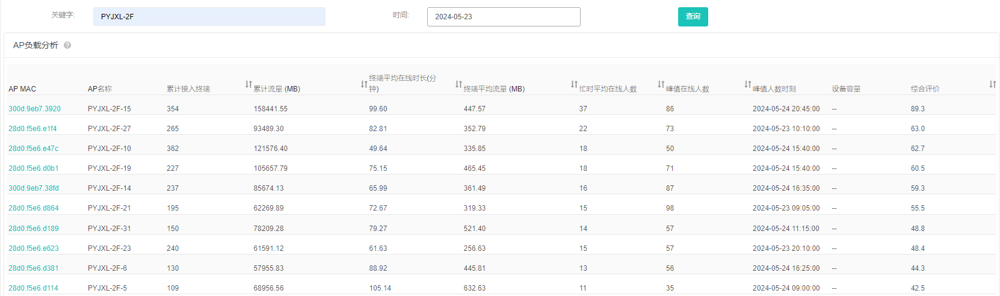 关键字: PYJXL-2F 时间: 2024-05-23 查询
AP负载分析
AP MAC AP名称 累计接入终端 累计流量 (MB) 终端平均在线时长(分钟) 终端平均流量 (MB) 忙时平均在线人数 峰值在线人数 峰值人数时刻 设备容量 综合评价
300d.9eb7.3920 PYJXL-2F-15 354 158441.55 99.60 447.57 37 86 2024-05-24 20:45:00 -- 89.3
28d0.f5e6.e1f4 PYJXL-2F-27 265 93489.30 82.81 352.79 22 73 2024-05-23 10:10:00 -- 63.0
28d0.f5e6.e47c PYJXL-2F-10 362 121576.40 49.64 335.85 18 50 2024-05-24 15:40:00 -- 62.7
28d0.f5e6.d0b1 PYJXL-2F-19 227 105657.79 75.15 465.45 18 71 2024-05-24 15:40:00 -- 60.5
300d.9eb7.38fd PYJXL-2F-14 237 85674.13 65.99 361.49 16 87 2024-05-24 16:35:00 -- 59.3
28d0.f5e6.d864 PYJXL-2F-21 195 62269.89 72.67 319.33 15 98 2024-05-23 09:05:00 -- 55.5
28d0.f5e6.d189 PYJXL-2F-31 150 78209.28 79.27 521.40 14 57 2024-05-24 11:15:00 -- 48.8
28d0.f5e6.e623 PYJXL-2F-23 240 61591.12 61.63 256.63 15 57 2024-05-23 20:10:00 -- 48.4
28d0.f5e6.d381 PYJXL-2F-6 130 57955.83 88.92 445.81 13 56 2024-05-24 16:25:00 -- 44.3
28d0.f5e6.d114 PYJXL-2F-5 109 68956.56 105.14 632.63 11 35 2024-05-24 09:00:00 -- 42.5